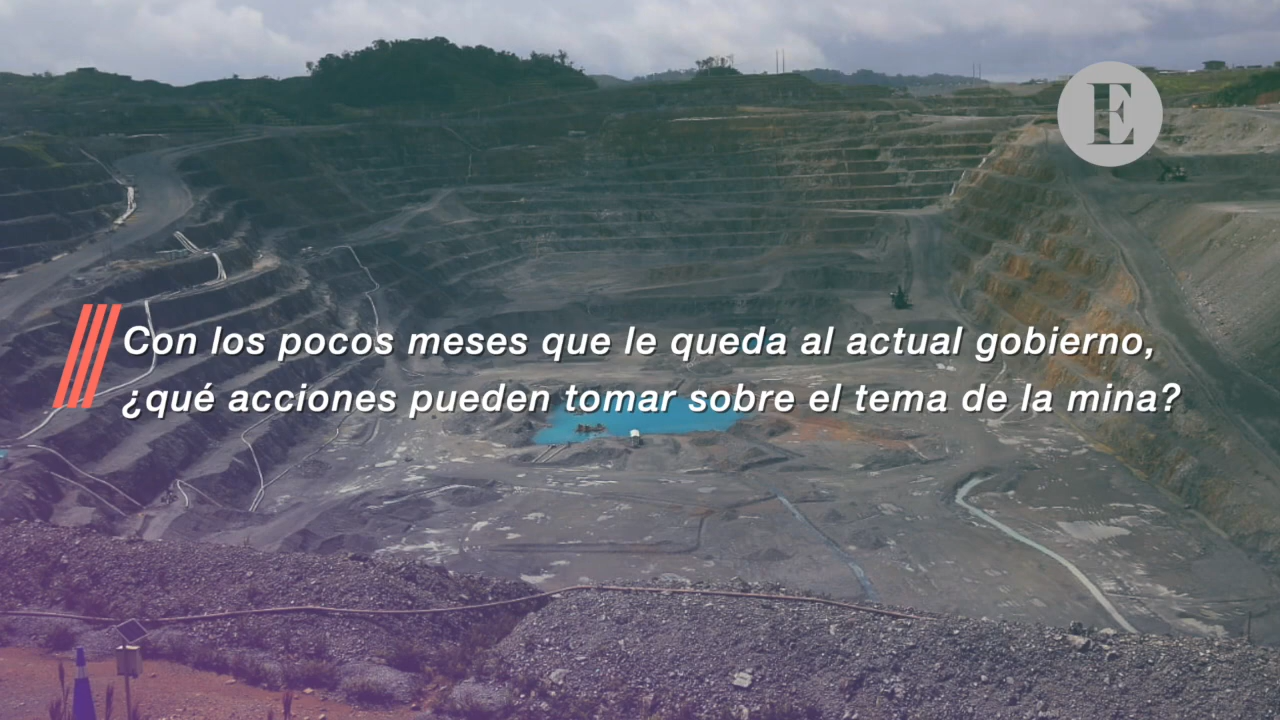 E
Con los pocos meses que le queda al actual gobierno,
¿qué acciones pueden tomar sobre el tema de la mina?